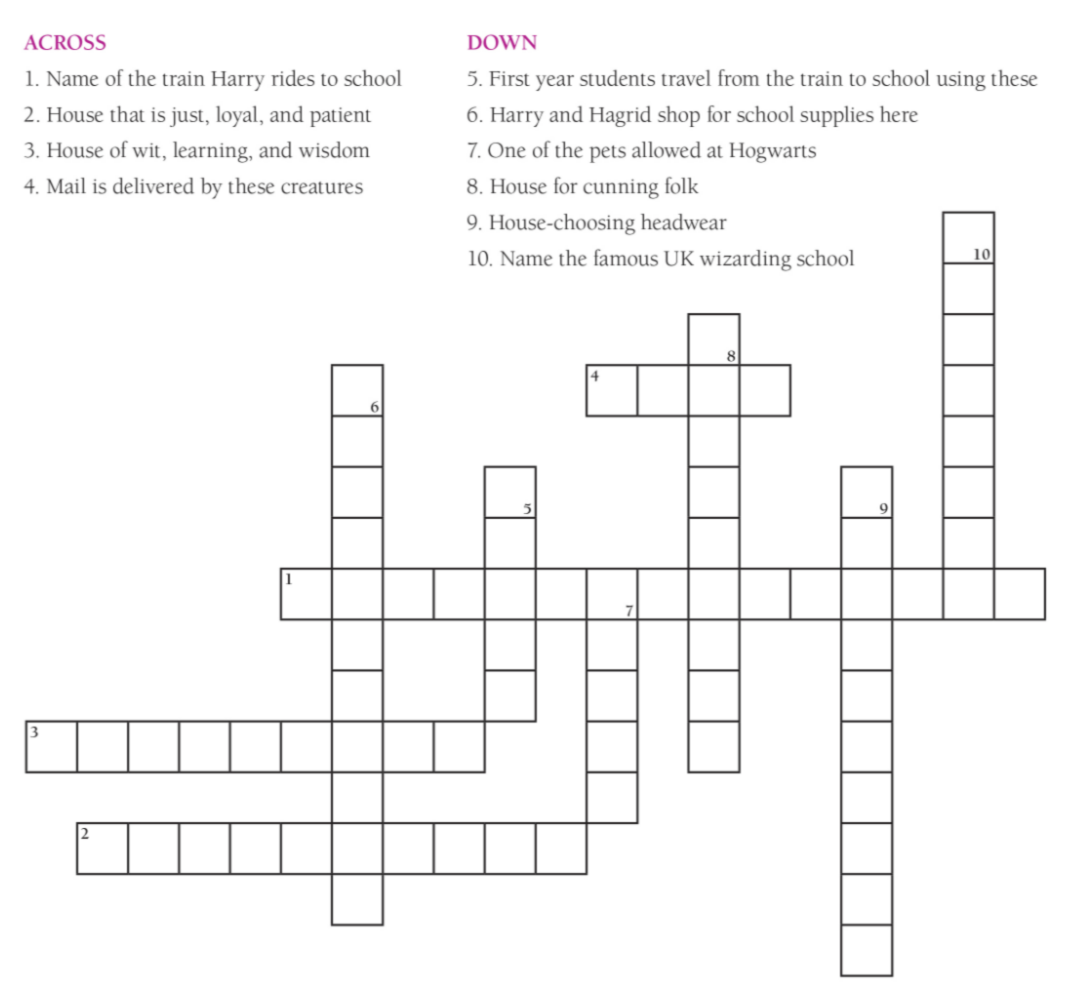 ACROSS
1. Name of the train Harry rides to school
2. House that is just, loyal, and patient
3. House of wit, learning, and wisdom
4. Mail is delivered by these creatures
DOWN
5. First year students travel from the train to school using these
6. Harry and Hagrid shop for school supplies here
7. One of the pets allowed at Hogwarts
8. House for cunning folk
9. House-choosing headwear
10. Name the famous UK wizarding school
10
8
4
6
5
9
1
7
3
2